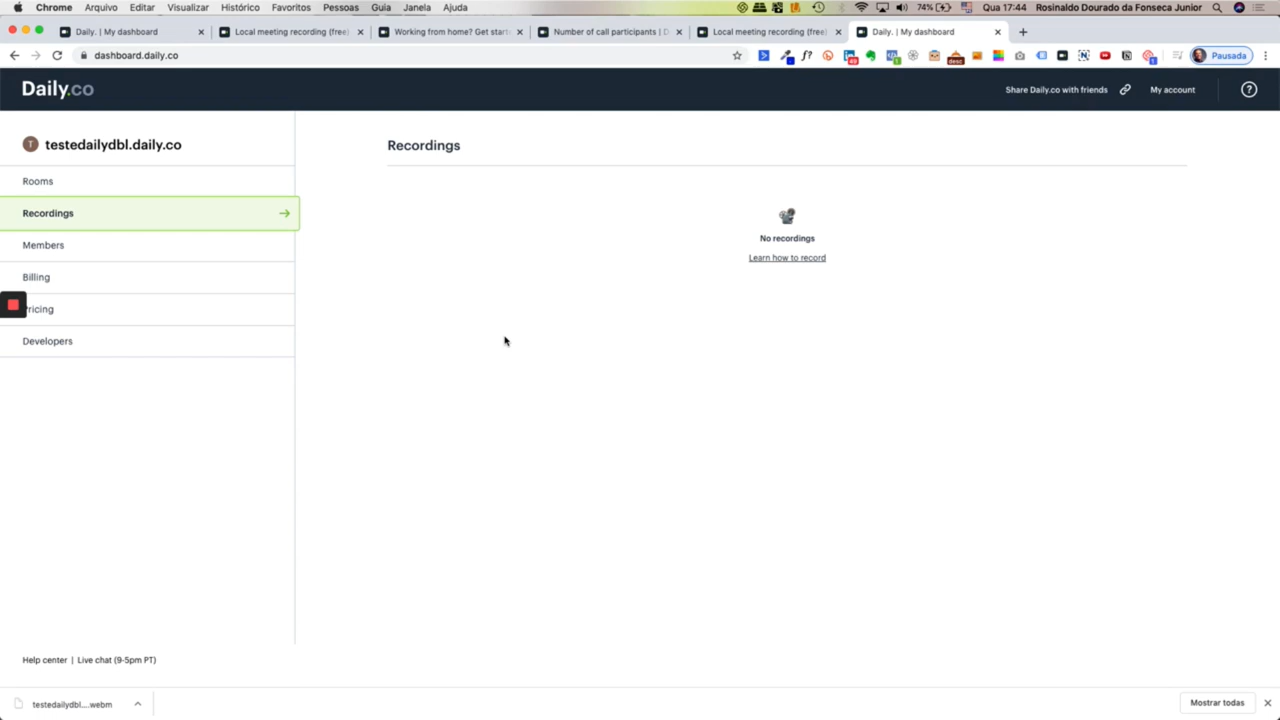 Chrome Arquivo Editar Visualizar Histórico Favoritos Pessoas Guia Janela Ajuda 74% Qua 17:44 Rosinaldo Dourado da Fonseca Junior
Daily. | My dashboard Local meeting recording (free) Working from home? Get start Number of call participants | D Local meeting recording (free) Daily. | My dashboard
dashboard.daily.co f? desc Pausada
Daily.co Share Daily.co with friends My account ?
T testedailydbl.daily.co
Recordings
Rooms
Recordings
Members
Billing
Pricing
Developers
No recordings
Learn how to record
Help center | Live chat (9-5pm PT)
testedailydbl....webm Mostrar todas